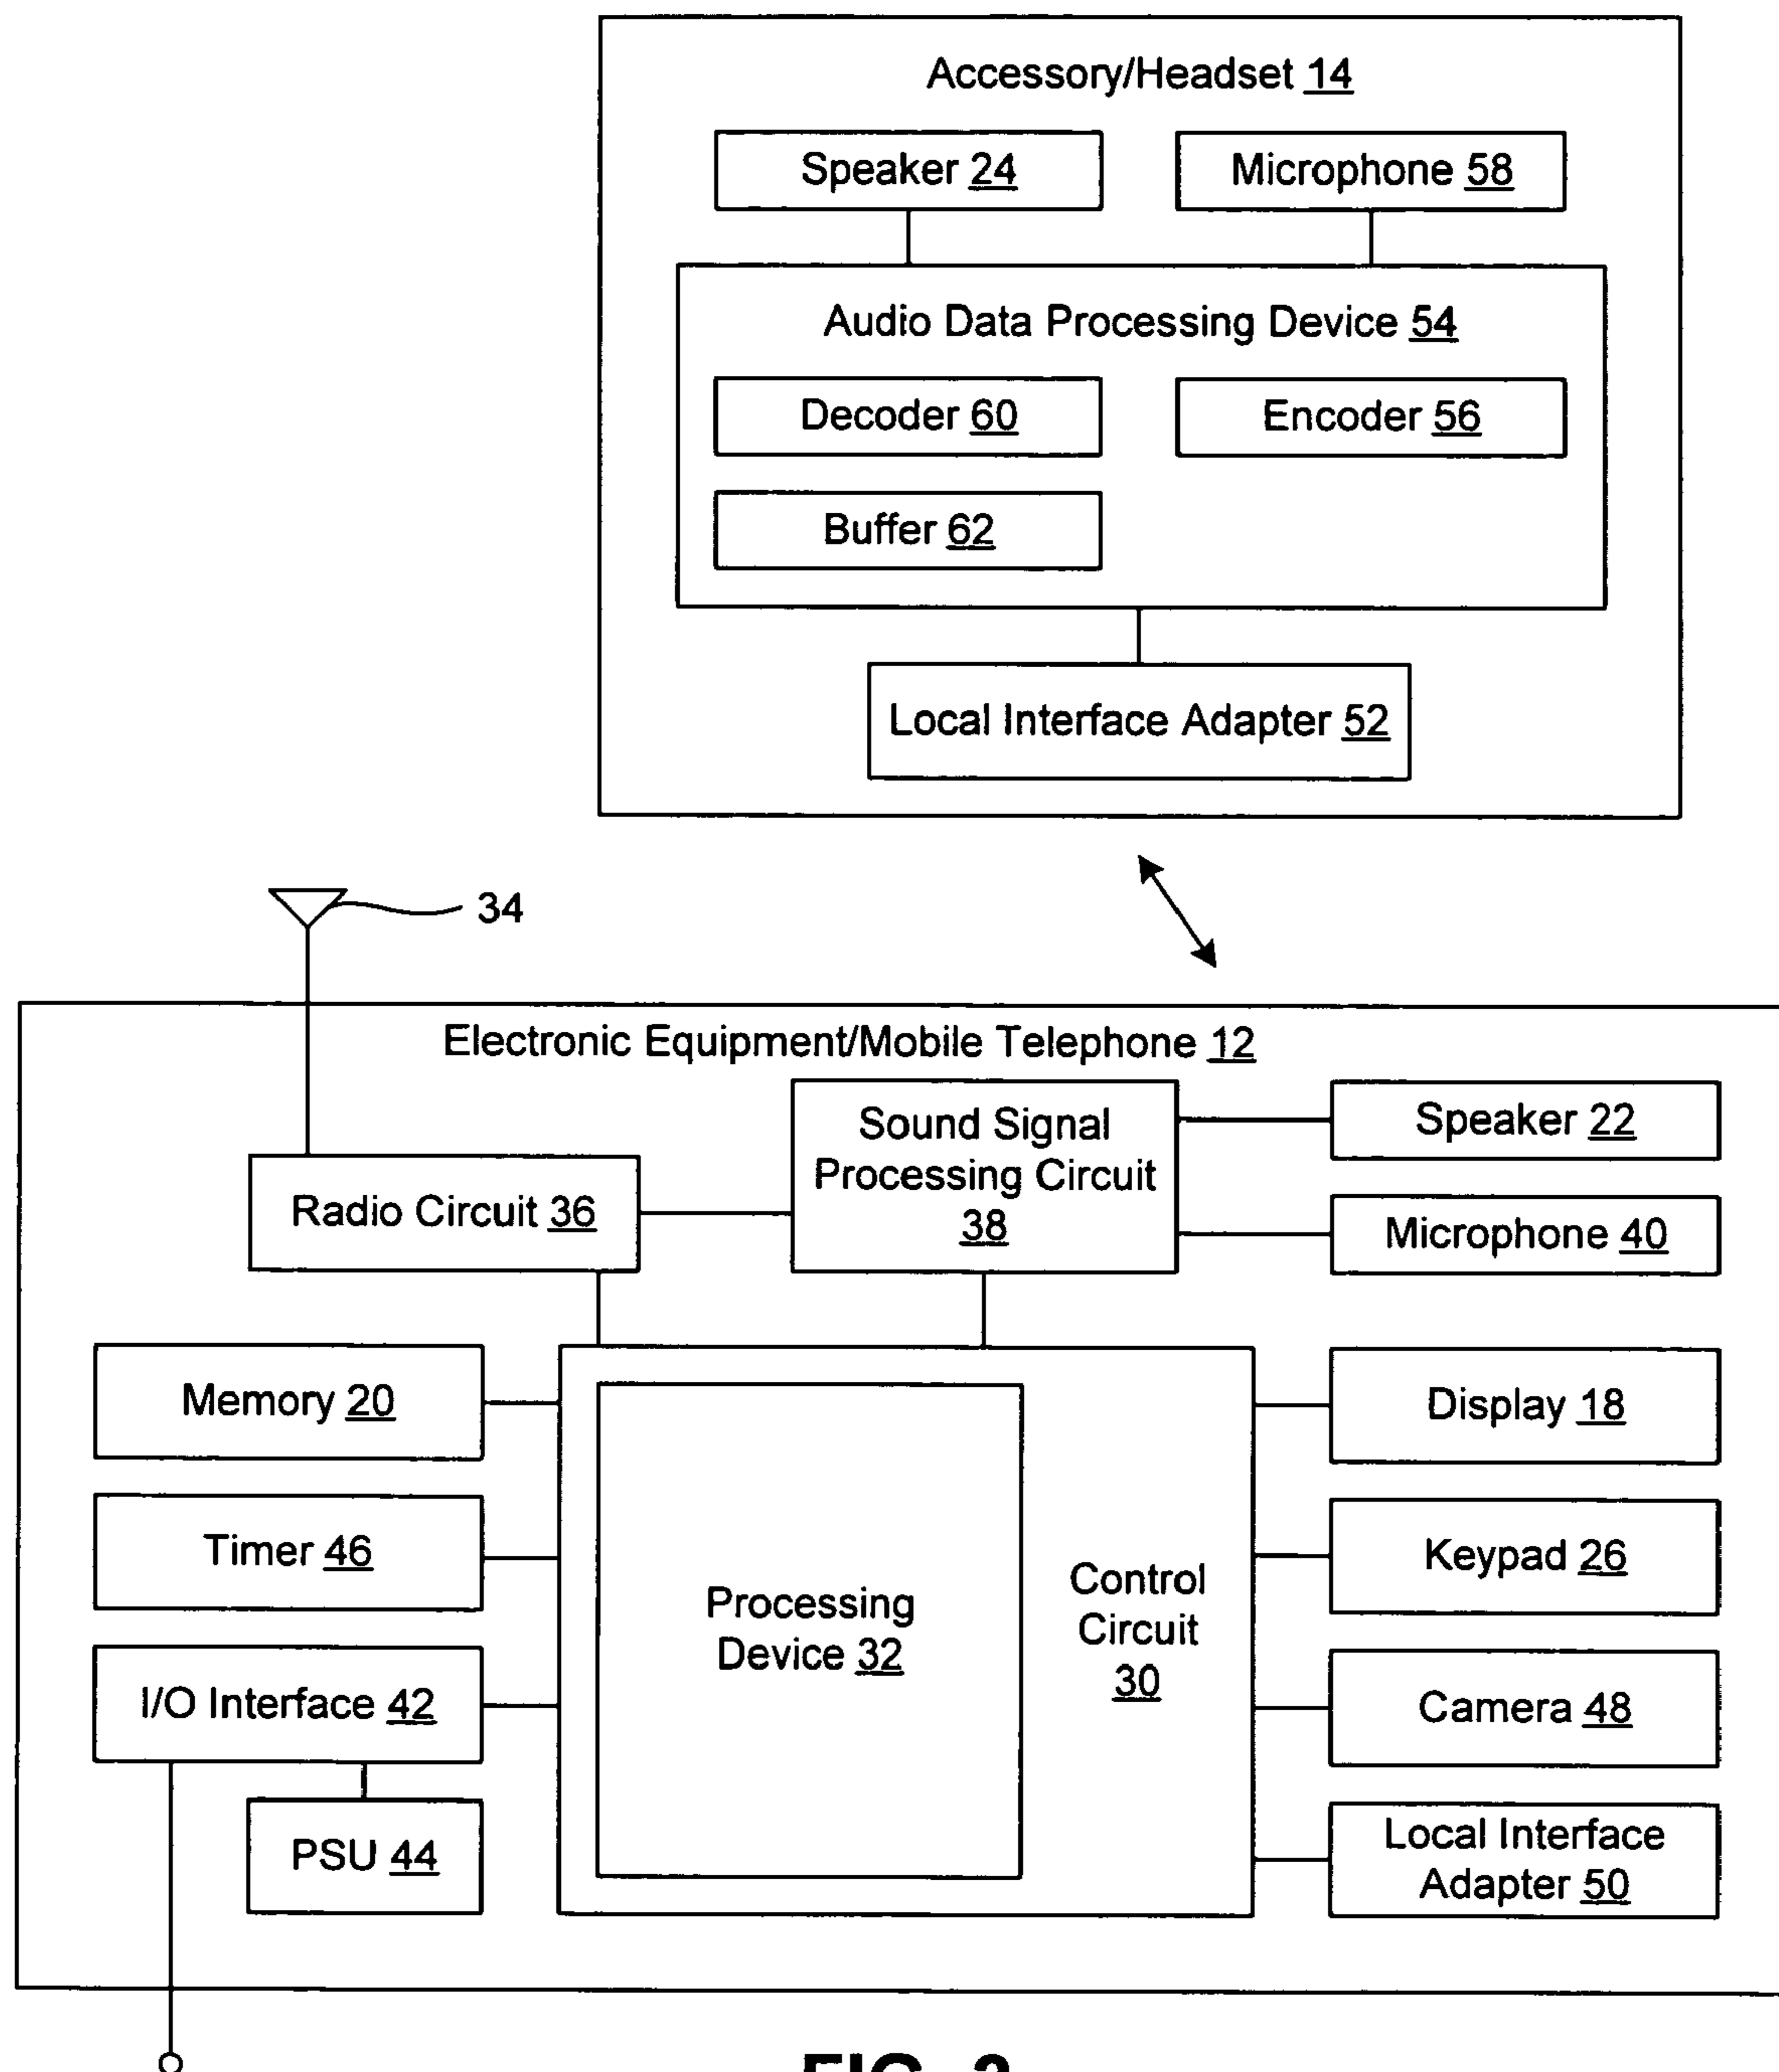 Accessory/Headset 14
Speaker 24
Microphone 58
Audio Data Processing Device 54
Decoder 60
Encoder 56
Buffer 62
Local Interface Adapter 52
34
Electronic Equipment/Mobile Telephone 12
Sound Signal
Processing Circuit
38
Speaker 22
Radio Circuit 36
Microphone 40
Memory 20
Display 18
Timer 46
Keypad 26
Processing
Device 32
Control
Circuit
30
I/O Interface 42
Camera 48
PSU 44
Local Interface
Adapter 50